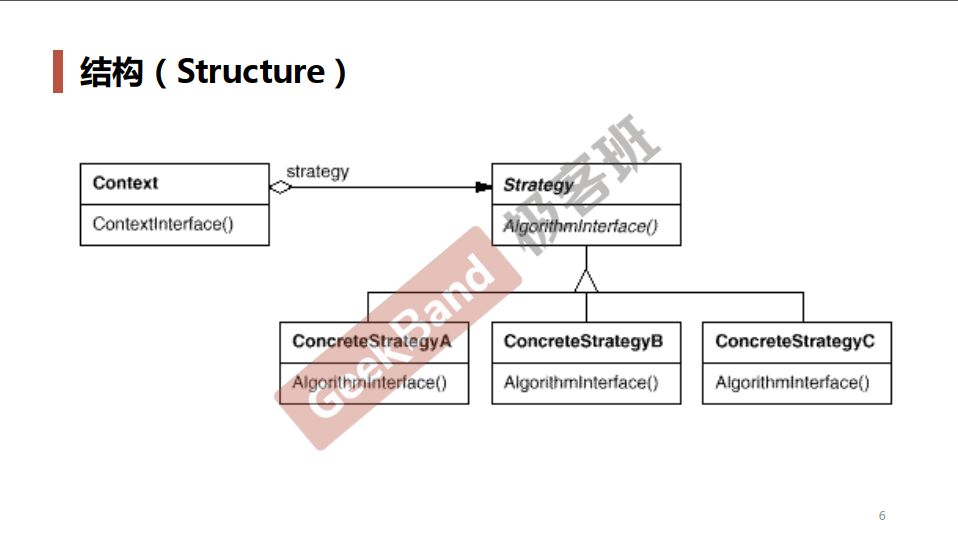 结构（Structure）
strategy
Context
ContextInterface()
Strategy
AlgorithmInterface()
极客班
GeekBand
ConcreteStrategyA
AlgorithmInterface()
ConcreteStrategyB
AlgorithmInterface()
ConcreteStrategyC
AlgorithmInterface()
6